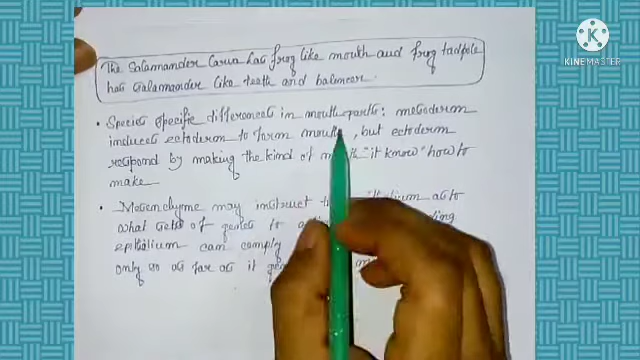 The Salamander Larva has frog like mouth and frog tadpole
has salamander like teeth and balancer.
• Species specific differences in mouth parts: mesoderm
induces ectoderm to form mouth, but ectoderm
respond by making the kind of "it know" how to
make
• Mesenchyme may instruct as to
what sets of genes to
epithelium can comply
only so as far as it
KINEMASTER